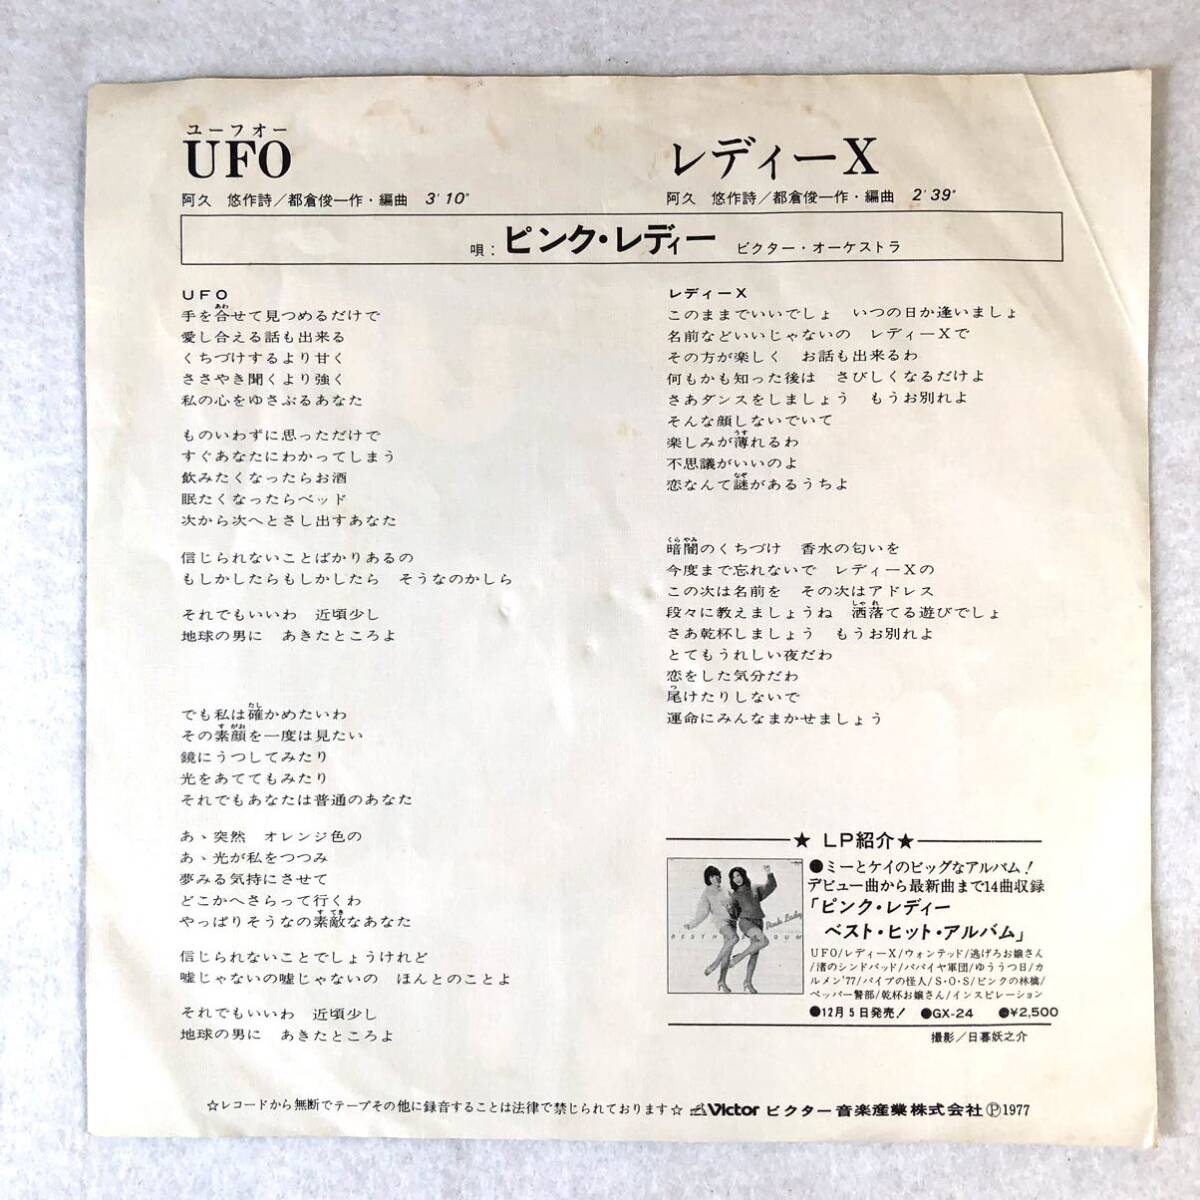 ユーフオー
UFO
阿久 悠作詩／都倉俊一作・編曲 3'10"
レディーX
阿久 悠作詩／都倉俊一作・編曲 2'39"
唄：ピンク・レディー ビクター・オーケストラ
UFO
手を合せて見つめるだけで
愛し合える話も出来る
くちづけするより甘く
ささやき聞くより強く
私の心をゆさぶるあなた
ものいわずに思っただけで
すぐあなたにわかってしまう
飲みたくなったらお酒
眠たくなったらベッド
次から次へとさし出すあなた
信じられないことばかりあるの
もしかしたらもしかしたら そうなのかしら
それでもいいわ 近頃少し
地球の男に あきたところよ
でも私は確かめたいわ
その素顔を一度は見たい
鏡にうつしてみたり
光をあててもみたり
それでもあなたは普通のあなた
あゝ突然 オレンジ色の
あゝ光が私をつつみ
夢みる気持にさせて
どこかへさらって行くわ
やっぱりそうなの素敵なあなた
信じられないことでしょうけれど
嘘じゃないの嘘じゃないの ほんとのことよ
それでもいいわ 近頃少し
地球の男に あきたところよ
レディーX
このままでいいでしょ いつの日か逢いましょ
名前などいいじゃないの レディーXで
その方が楽しく お話も出来るわ
何もかも知った後は さびしくなるだけよ
さあダンスをしましょう もうお別れよ
そんな顔しないでいて
楽しみが薄れるわ
不思議がいいのよ
恋なんて謎があるうちよ
暗闇のくちづけ 香水の匂いを
今度まで忘れないで レディーXの
この次は名前を その次はアドレス
段々に教えましょうね 洒落てる遊びでしょ
さあ乾杯しましょう もうお別れよ
とてもうれしい夜だわ
恋をした気分だわ
尾けたりしないで
運命にみんなまかせましょう
★ LP紹介★
●ミーとケイのビッグなアルバム！
デビュー曲から最新曲まで14曲収録
「ピンク・レディー
ベスト・ヒット・アルバム」
UFO/レディーX/ウォンテッド/逃げろお嬢さん
/渚のシンドバッド/パパイヤ軍団/ゆううつ日/カ
ルメン'77/パイプの怪人/S・O・S/ピンクの林檎/
ペッパー警部/乾杯お嬢さん/インスピレーション
●12月5日発売！ ●GX-24 ●¥2,500
撮影／日暮妖之介
Pink Lady
BEST HIT ALBUM
☆レコードから無断でテープその他に録音することは法律で禁じられております☆ Victor ビクター音楽産業株式会社Ⓟ1977